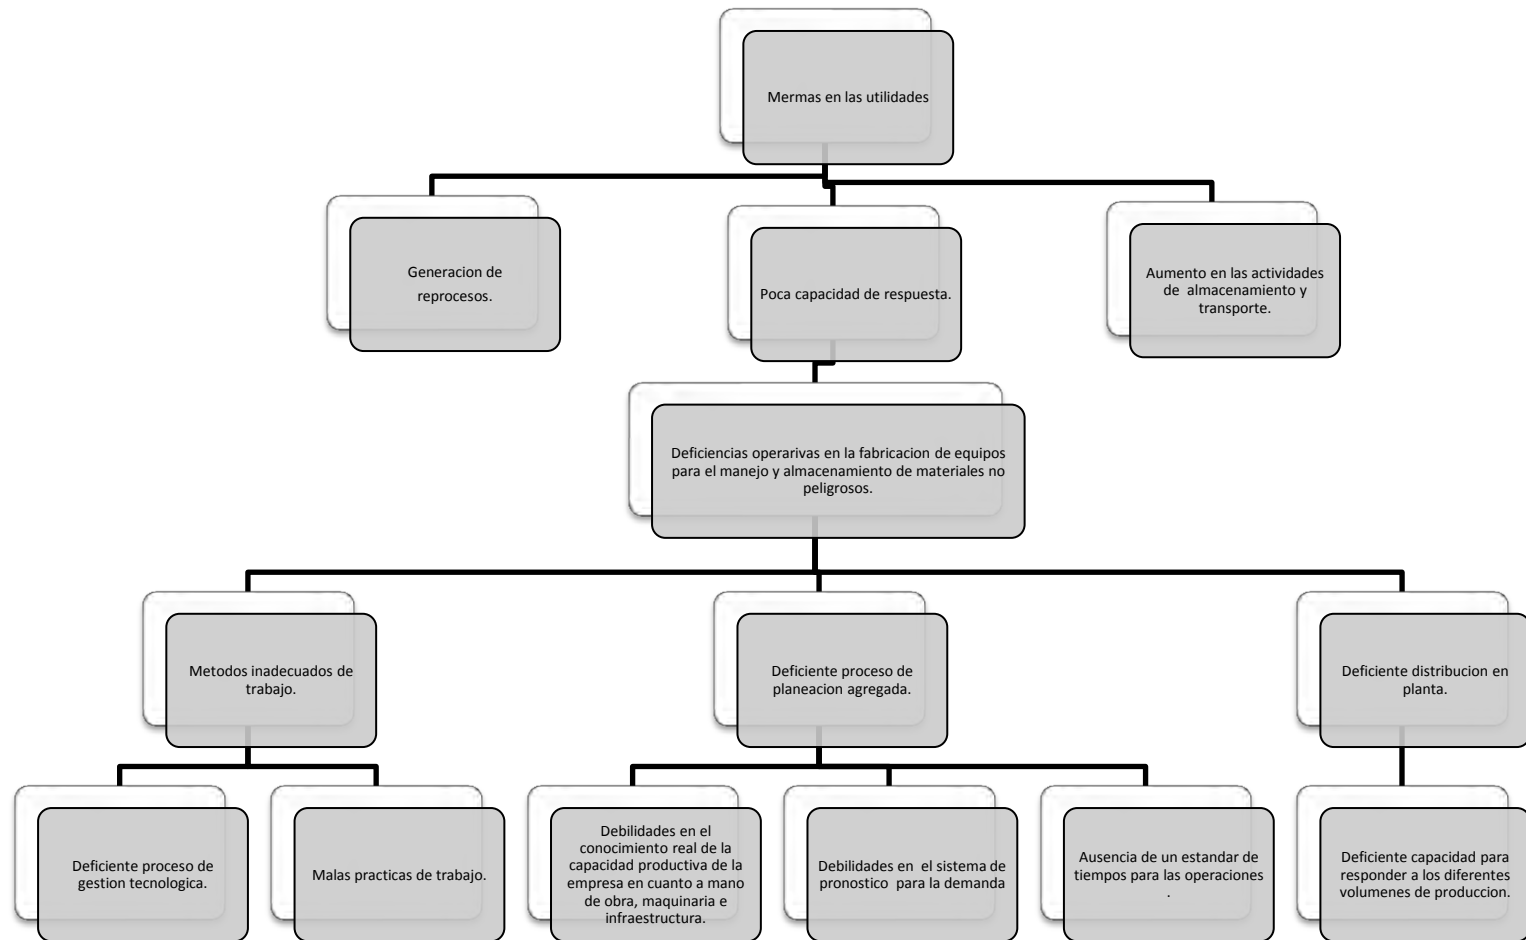 Mermas en las utilidades
Generacion de
reprocesos.
Poca capacidad de respuesta.
Aumento en las actividades
de almacenamiento y
transporte.
Deficiencias operarivas en la fabricacion de equipos
para el manejo y almacenamiento de materiales no
peligrosos.
Metodos inadecuados de
trabajo.
Deficiente proceso de
planeacion agregada.
Deficiente distribucion en
planta.
Deficiente proceso de
gestion tecnologica.
Malas practicas de trabajo.
Debilidades en el
conocimiento real de la
capacidad productiva de la
empresa en cuanto a mano
de obra, maquinaria e
infraestructura.
Debilidades en el sistema de
pronostico para la demanda
Ausencia de un estandar de
tiempos para las operaciones
.
Deficiente capacidad para
responder a los diferentes
volumenes de produccion.